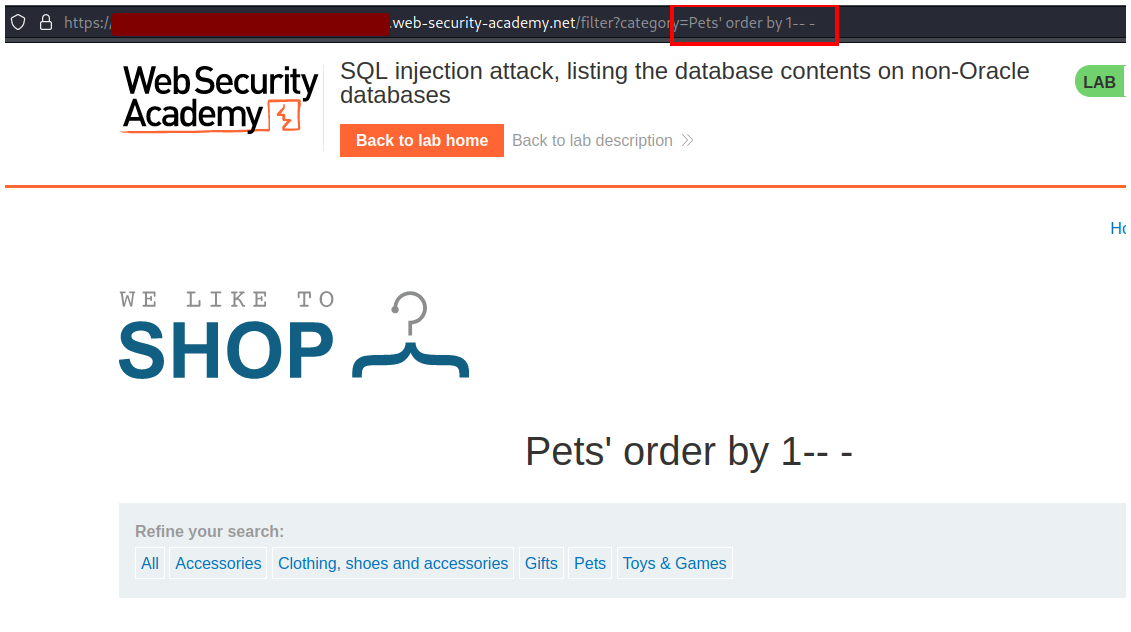 https:/ .web-security-academy.net/filter?category=Pets' order by 1-- -
Web Security
Academy
SQL injection attack, listing the database contents on non-Oracle
databases
LAB
Back to lab home
Back to lab description
WE LIKE TO
SHOP
Pets' order by 1-- -
Refine your search:
All Accessories Clothing, shoes and accessories Gifts Pets Toys & Games